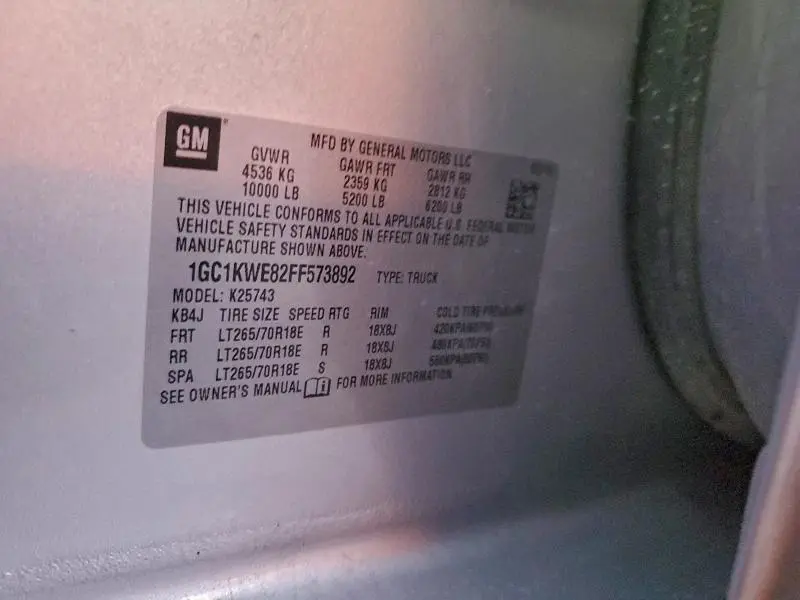 GM
MFD BY GENERAL MOTORS LLC
GVWR GAWR FRT GAWR RR
4536 KG 2359 KG 2812 KG
10000 LB 5200 LB 6200 LB
THIS VEHICLE CONFORMS TO ALL APPLICABLE U.S. FEDERAL MOTOR
VEHICLE SAFETY STANDARDS IN EFFECT ON THE DATE OF
MANUFACTURE SHOWN ABOVE.
1GC1KWE82FF573892 TYPE: TRUCK
MODEL: K25743
KB4J TIRE SIZE SPEED RTG RIM COLD TIRE PRESSURE
FRT LT265/70R18E R 18X8J
RR LT265/70R18E R 18X8J
SPA LT265/70R18E S 18X8J
SEE OWNER'S MANUAL FOR MORE INFORMATION